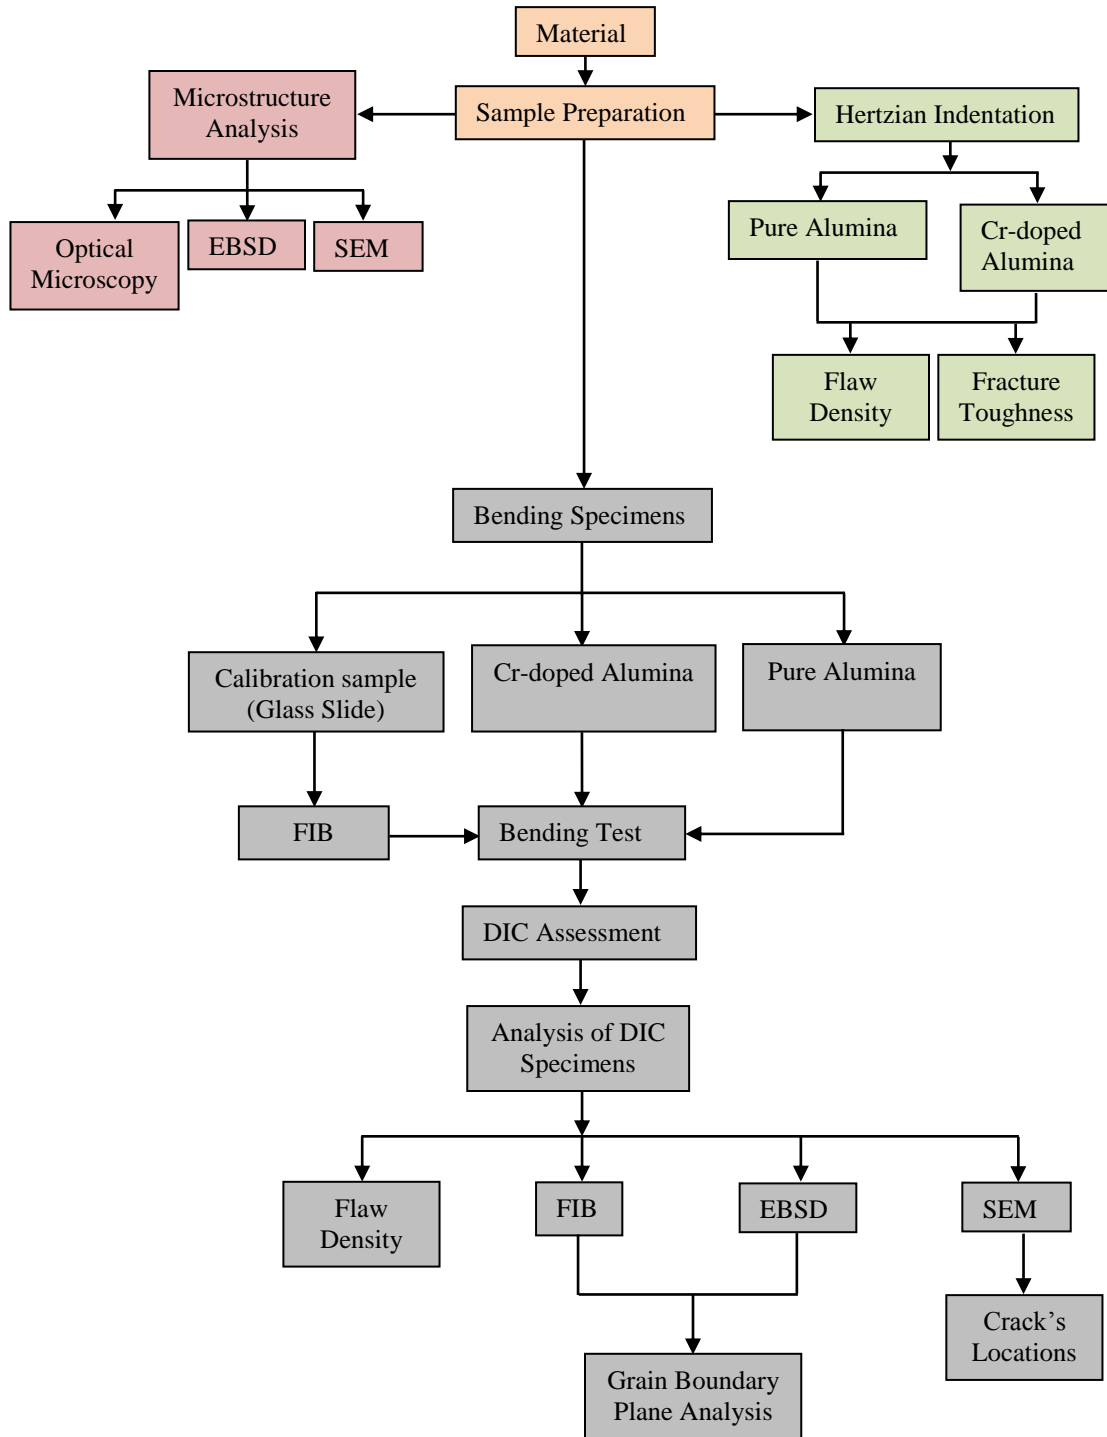 Material
Sample Preparation
Microstructure
Analysis
Hertzian Indentation
Optical
Microscopy
EBSD
SEM
Pure Alumina
Cr-doped
Alumina
Flaw
Density
Fracture
Toughness
Bending Specimens
Calibration sample
(Glass Slide)
Cr-doped Alumina
Pure Alumina
FIB
Bending Test
DIC Assessment
Analysis of DIC
Specimens
Flaw
Density
FIB
EBSD
SEM
Crack’s
Locations
Grain Boundary
Plane Analysis